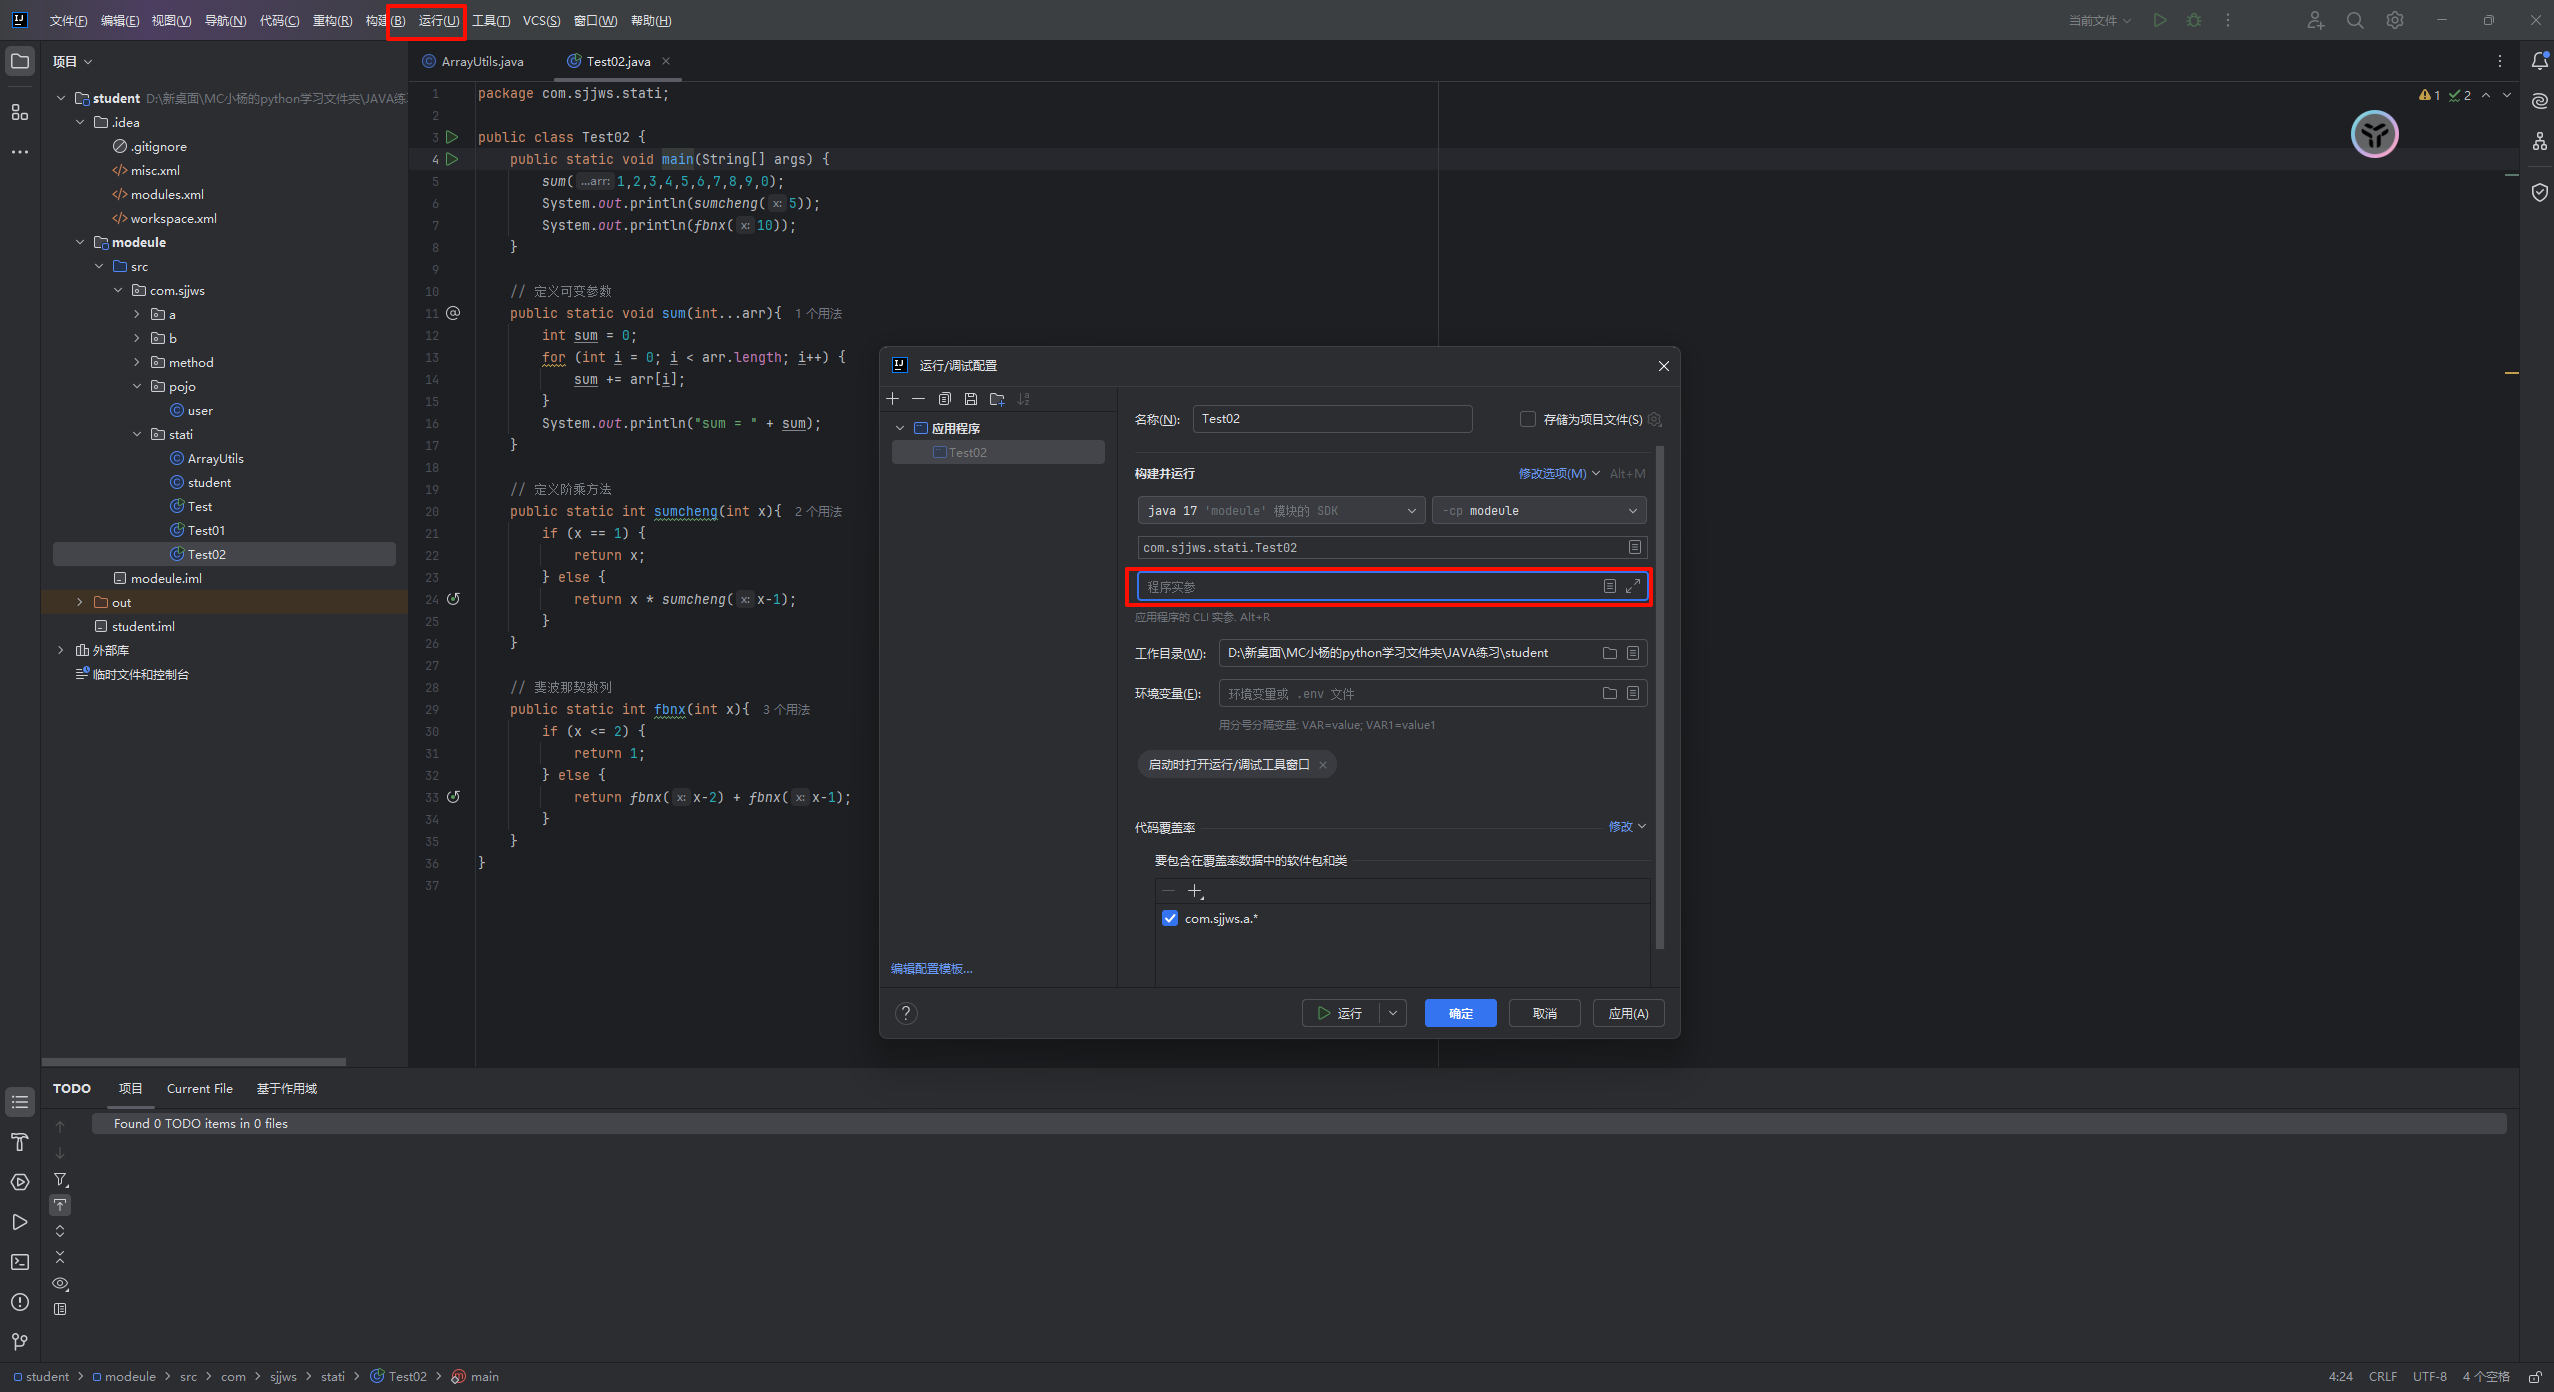 文件(F) 编辑(E) 视图(V) 导航(N) 代码(C) 重构(R) 构建(B) 运行(U) 工具(T) VCS(S) 窗口(W) 帮助(H)
当前文件
项目
student D:\新桌面\MC小杨的python学习文件夹\JAVA练
.idea
.gitignore
misc.xml
modules.xml
workspace.xml
modeule
src
com.sjjws
a
b
method
pojo
user
stati
ArrayUtils
student
Test
Test01
Test02
modeule.iml
out
student.iml
外部库
临时文件和控制台
ArrayUtils.java
Test02.java
1 2
1 package com.sjjws.stati;
2
3 public class Test02 {
4 public static void main(String[] args) {
5 sum(...arr: 1,2,3,4,5,6,7,8,9,0);
6 System.out.println(sumcheng(x: 5));
7 System.out.println(fbnx(x: 10));
8 }
9
10 // 定义可变参数
11 public static void sum(int...arr){ 1 个用法
12 int sum = 0;
13 for (int i = 0; i < arr.length; i++) {
14 sum += arr[i];
15 }
16 System.out.println("sum = " + sum);
17 }
18
19 // 定义阶乘方法
20 public static int sumcheng(int x){ 2 个用法
21 if (x == 1) {
22 return x;
23 } else {
24 return x * sumcheng(x: x-1);
25 }
26 }
27
28 // 斐波那契数列
29 public static int fbnx(int x){ 3 个用法
30 if (x <= 2) {
31 return 1;
32 } else {
33 return fbnx(x: x-2) + fbnx(x: x-1);
34 }
35 }
36 }
37
运行/调试配置
应用程序
Test02
编辑配置模板...
名称(N): Test02 存储为项目文件(S)
构建并运行 修改选项(M) Alt+M
java 17 'modeule' 模块的 SDK -cp modeule
com.sjjws.stati.Test02
程序实参
应用程序的 CLI 实参. Alt+R
工作目录(W): D:\新桌面\MC小杨的python学习文件夹\JAVA练习\student
环境变量(E): 环境变量或 .env 文件
用分号分隔变量: VAR=value; VAR1=value1
启动时打开运行/调试工具窗口
代码覆盖率 修改
要包含在覆盖率数据中的软件包和类
com.sjjws.a.*
? 运行 确定 取消 应用(A)
TODO 项目 Current File 基于作用域
Found 0 TODO items in 0 files
student modeule src com sjjws stati Test02 main
4:24 CRLF UTF-8 4 个空格